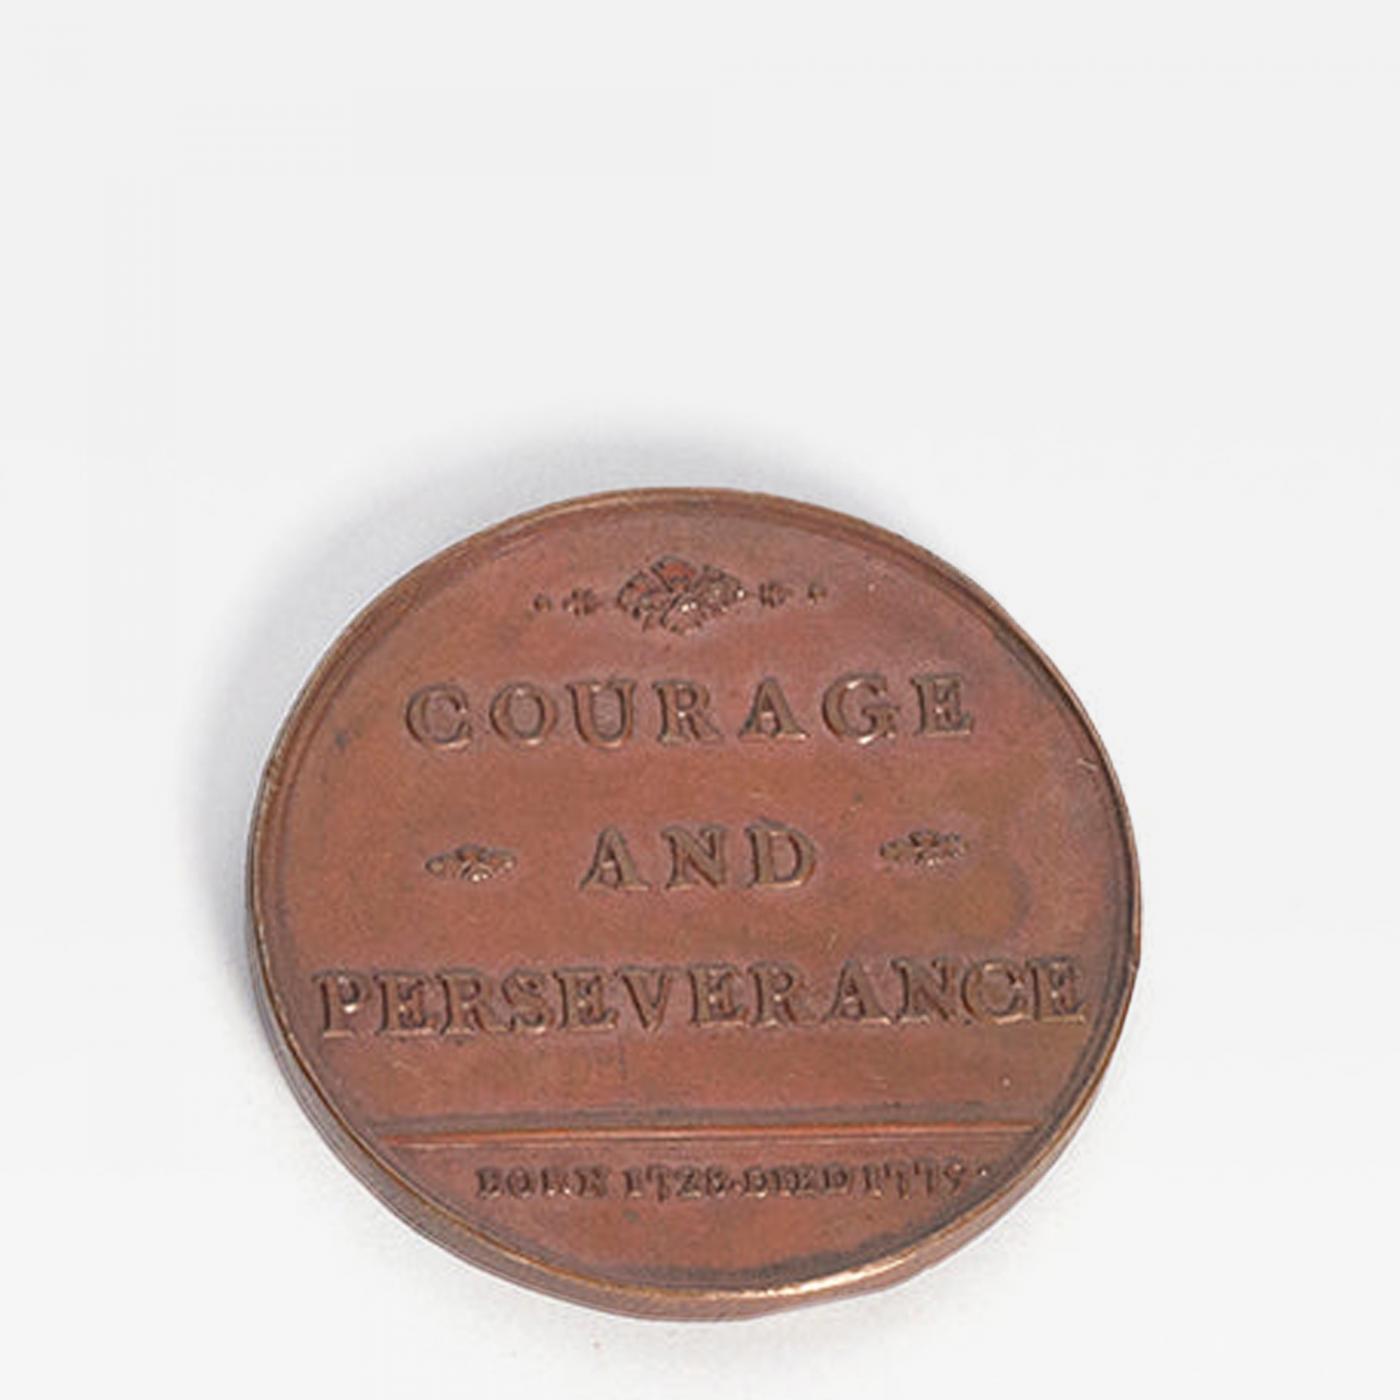 COURAGE
AND
PERSEVERANCE
BORN 1728·DIED 1779·